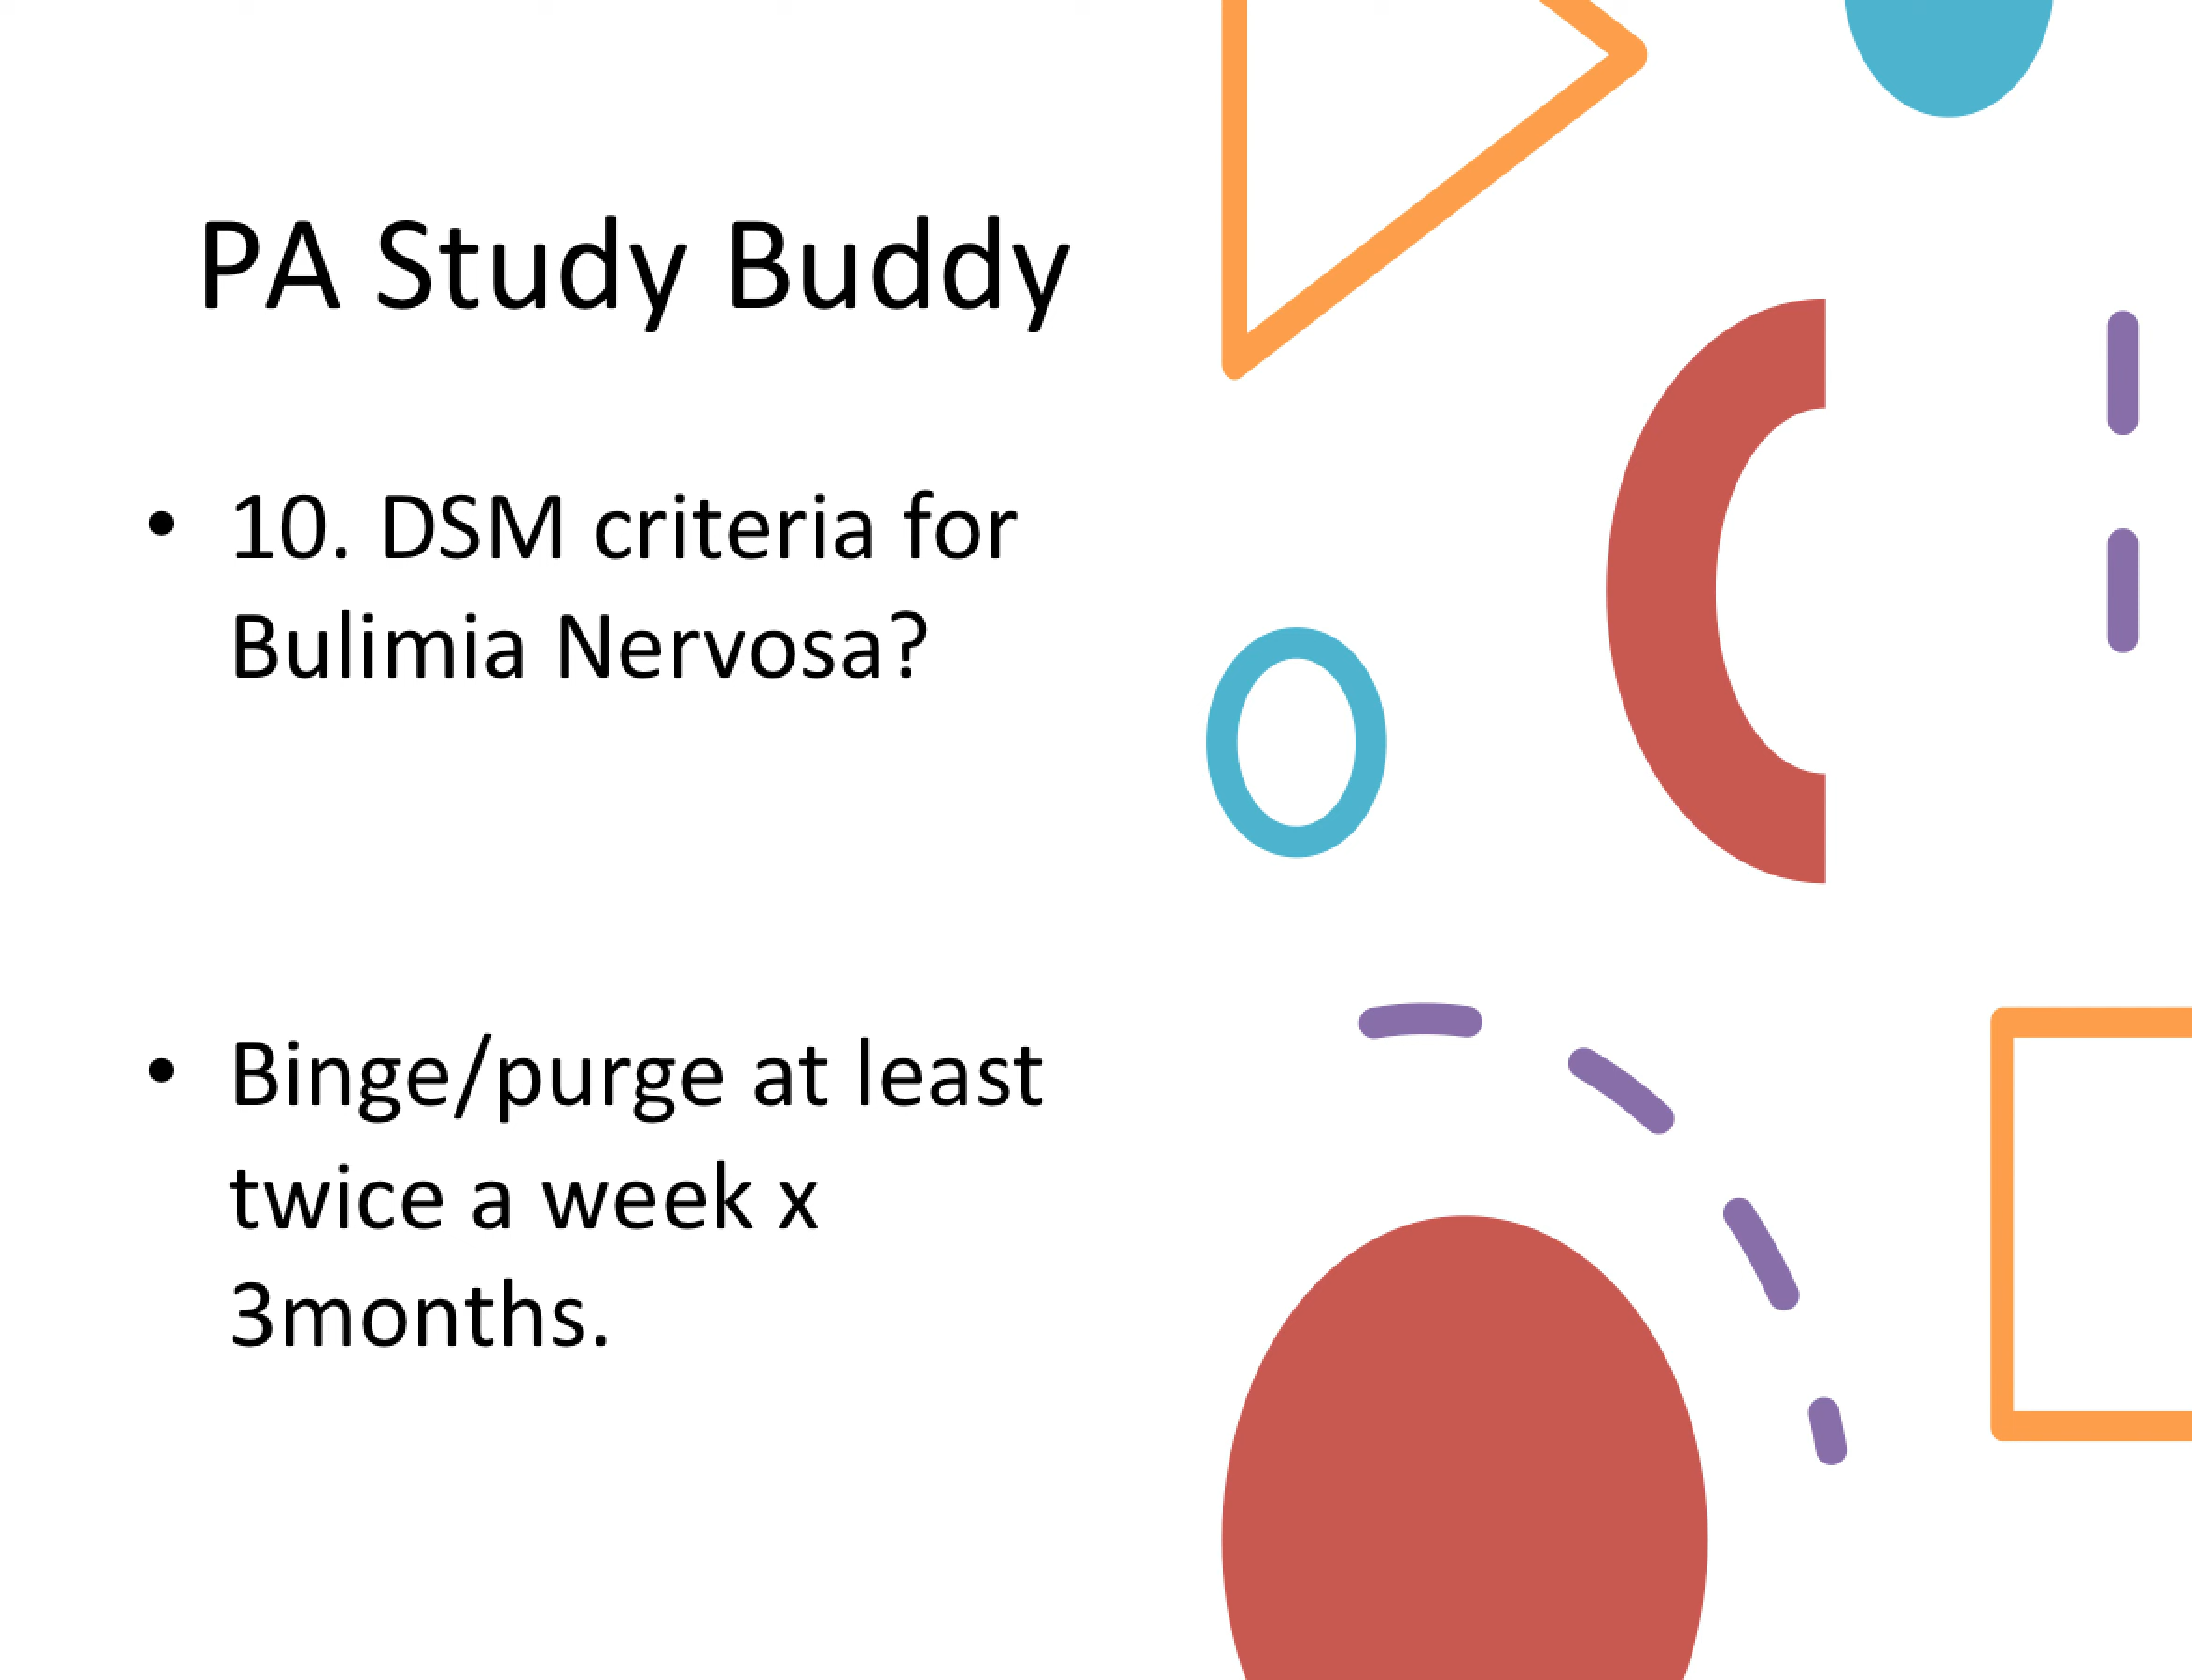 PA Study Buddy
• 10. DSM criteria for
Bulimia Nervosa?
• Binge/purge at least
twice a week x
3months.